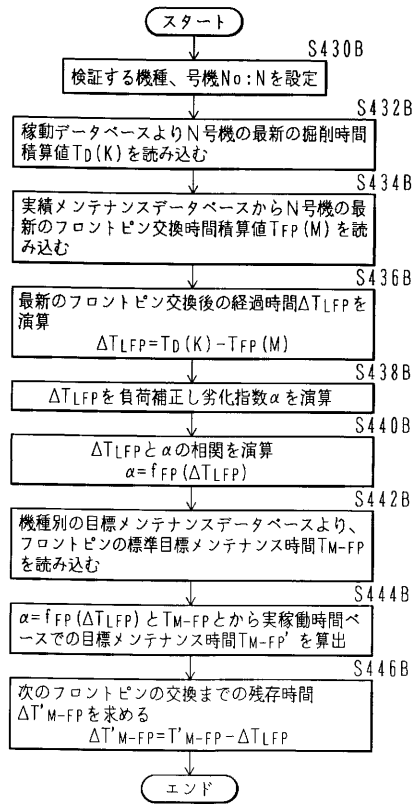 スタート
S430B
検証する機種、号機No:Nを設定
S432B
稼動データベースよりN号機の最新の掘削時間
積算値TD(K)を読み込む
S434B
実績メンテナンスデータベースからN号機の最
新のフロントピン交換時間積算値TFP(M)を読
み込む
S436B
最新のフロントピン交換後の経過時間ΔTLFPを
演算
ΔTLFP=TD(K)-TFP(M)
S438B
ΔTLFPを負荷補正し劣化指数αを演算
S440B
ΔTLFPとαの相関を演算
α=fFP(ΔTLFP)
S442B
機種別の目標メンテナンスデータベースより、
フロントピンの標準目標メンテナンス時間TM-FP
を読み込む
S444B
α=fFP(ΔTLFP)とTM-FPとから実稼働時間ベ
ースでの目標メンテナンス時間TM-FP'を算出
S446B
次のフロントピンの交換までの残存時間
ΔT'M-FPを求める
ΔT'M-FP=T'M-FP-ΔTLFP
エンド